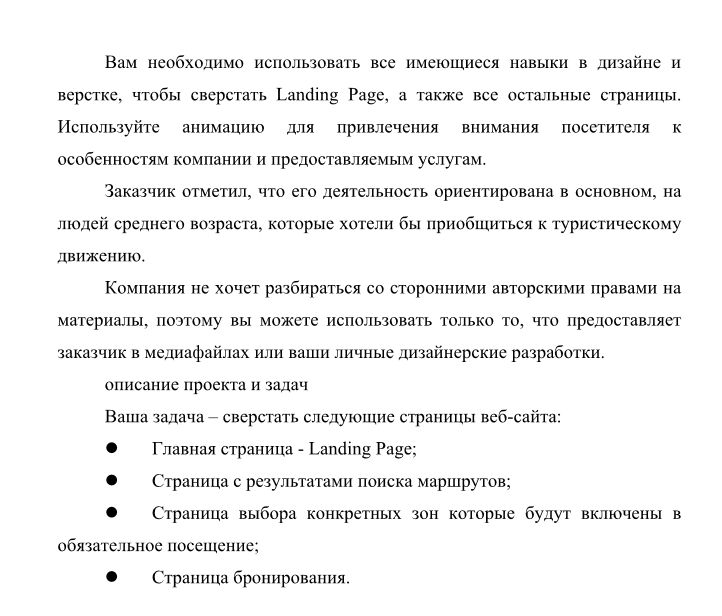 Вам необходимо использовать все имеющиеся навыки в дизайне и
верстке, чтобы сверстать Landing Page, а также все остальные страницы.
Используйте анимацию для привлечения внимания посетителя к
особенностям компании и предоставляемым услугам.
Заказчик отметил, что его деятельность ориентирована в основном, на
людей среднего возраста, которые хотели бы приобщиться к туристическому
движению.
Компания не хочет разбираться со сторонними авторскими правами на
материалы, поэтому вы можете использовать только то, что предоставляет
заказчик в медиафайлах или ваши личные дизайнерские разработки.
описание проекта и задач
Ваша задача – сверстать следующие страницы веб-сайта:
● Главная страница - Landing Page;
● Страница с результатами поиска маршрутов;
● Страница выбора конкретных зон которые будут включены в
обязательное посещение;
● Страница бронирования.